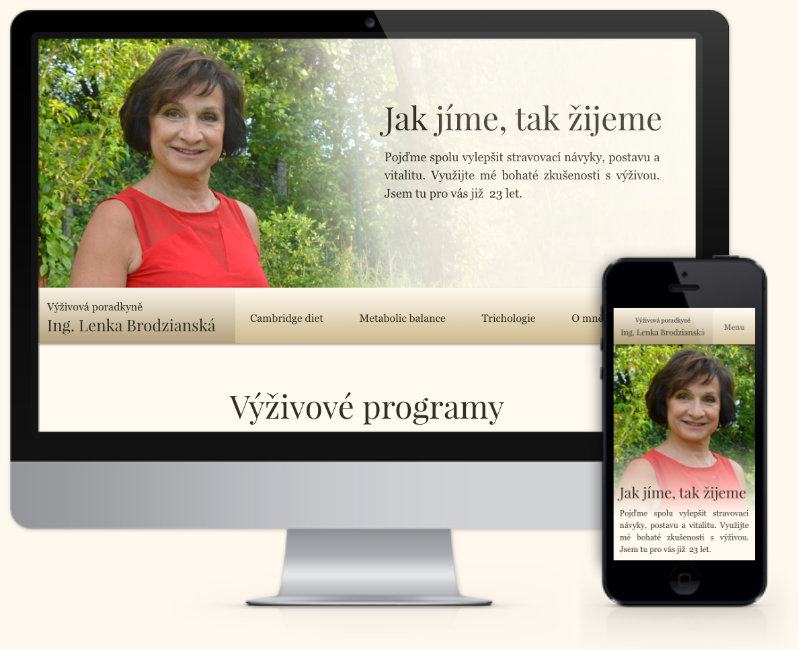 Jak jíme, tak žijeme
Pojďme spolu vylepšit stravovací návyky, postavu a
vitalitu. Využijte mé bohaté zkušenosti s výživou.
Jsem tu pro vás již 23 let.
Výživová poradkyně
Ing. Lenka Brodzianská
Cambridge diet
Metabolic balance
Trichologie
O mně
Výživové programy
Výživová poradkyně
Ing. Lenka Brodzianská
Menu
Jak jíme, tak žijeme
Pojďme spolu vylepšit stravovací
návyky, postavu a vitalitu. Využijte
mé bohaté zkušenosti s výživou.
Jsem tu pro vás již 23 let.